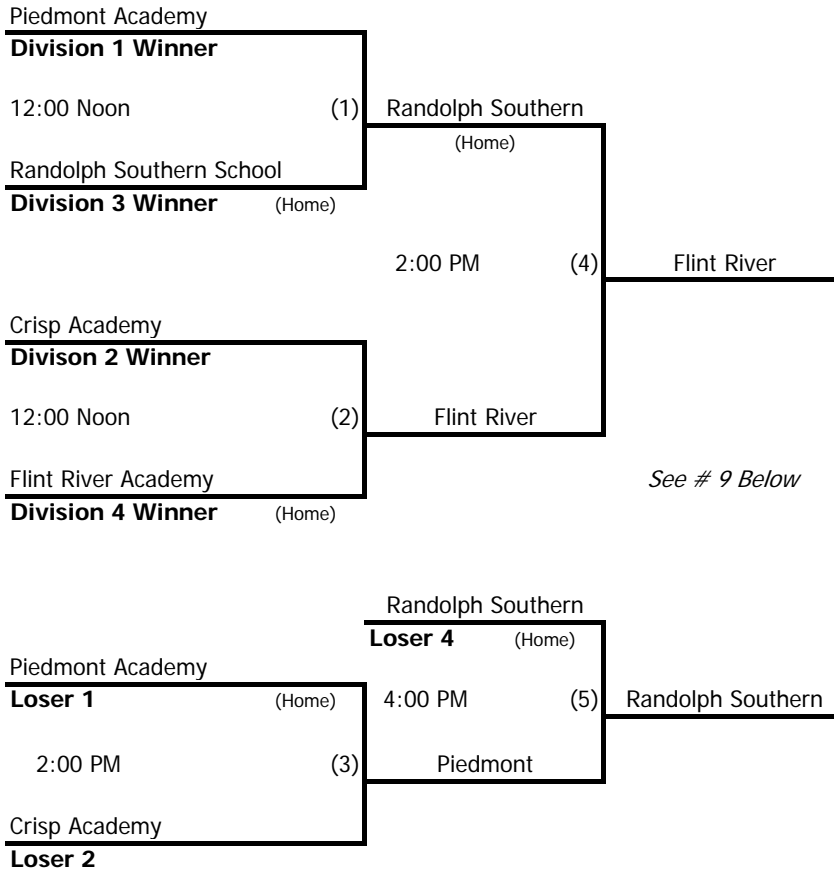 Piedmont Academy
Division 1 Winner
12:00 Noon (1) Randolph Southern
(Home)
Randolph Southern School
Division 3 Winner (Home)
2:00 PM (4) Flint River
Crisp Academy
Divison 2 Winner
12:00 Noon (2) Flint River
Flint River Academy See # 9 Below
Division 4 Winner (Home)
Randolph Southern
Loser 4 (Home)
Piedmont Academy
Loser 1 (Home) 4:00 PM (5) Randolph Southern
2:00 PM (3) Piedmont
Crisp Academy
Loser 2